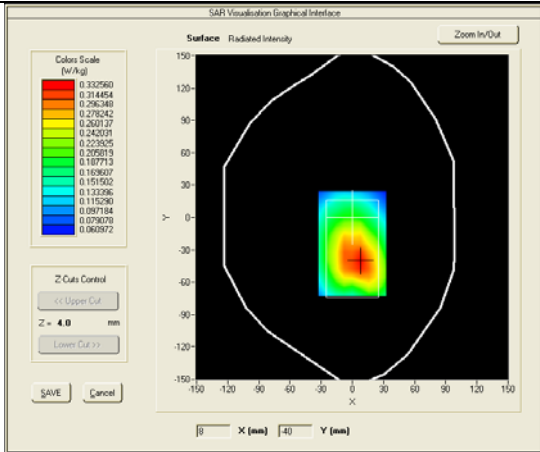 SAR Visualisation Graphical Interface
Surface Radiated Intensity
Zoom In/Out
Colors Scale
(W/kg)
0.332560
0.314454
0.296348
0.278242
0.260137
0.242031
0.223925
0.205819
0.187713
0.169607
0.151502
0.133396
0.115290
0.097184
0.079078
0.060972
150-
120-
90-
60-
30-
0-
-30-
-60-
-90-
-120-
-150-
Y
-150 -120 -90 -60 -30 0 30 60 90 120 150
X
Z Cuts Control
<< Upper Cut
Z = 4.0 mm
Lower Cut >>
SAVE Cancel
8 X (mm) -40 Y (mm)